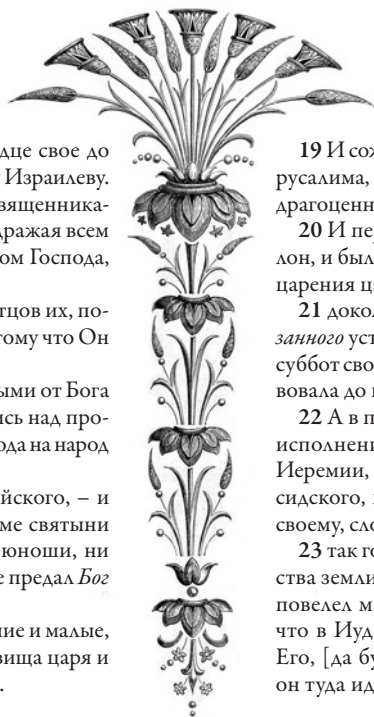 дце свое до
Израилеву.
вященника-
дражая всем
ом Господа,
тцов их, по-
тому что Он
ыми от Бога
ись над про-
ода на народ
йского, – и
ме святыни
юноши, ни
е предал Бог
ние и малые,
вища царя и
.
19 И сож
русалима,
драгоценн
20 И пер
лон, и был
царения ц
21 докол
занного уст
суббот сво
вовала до
22 А в п
исполнени
Иеремии,
сидского,
своему, сло
23 так го
ства земли
повелел м
что в Иуд
Его, [да бу
он туда ид